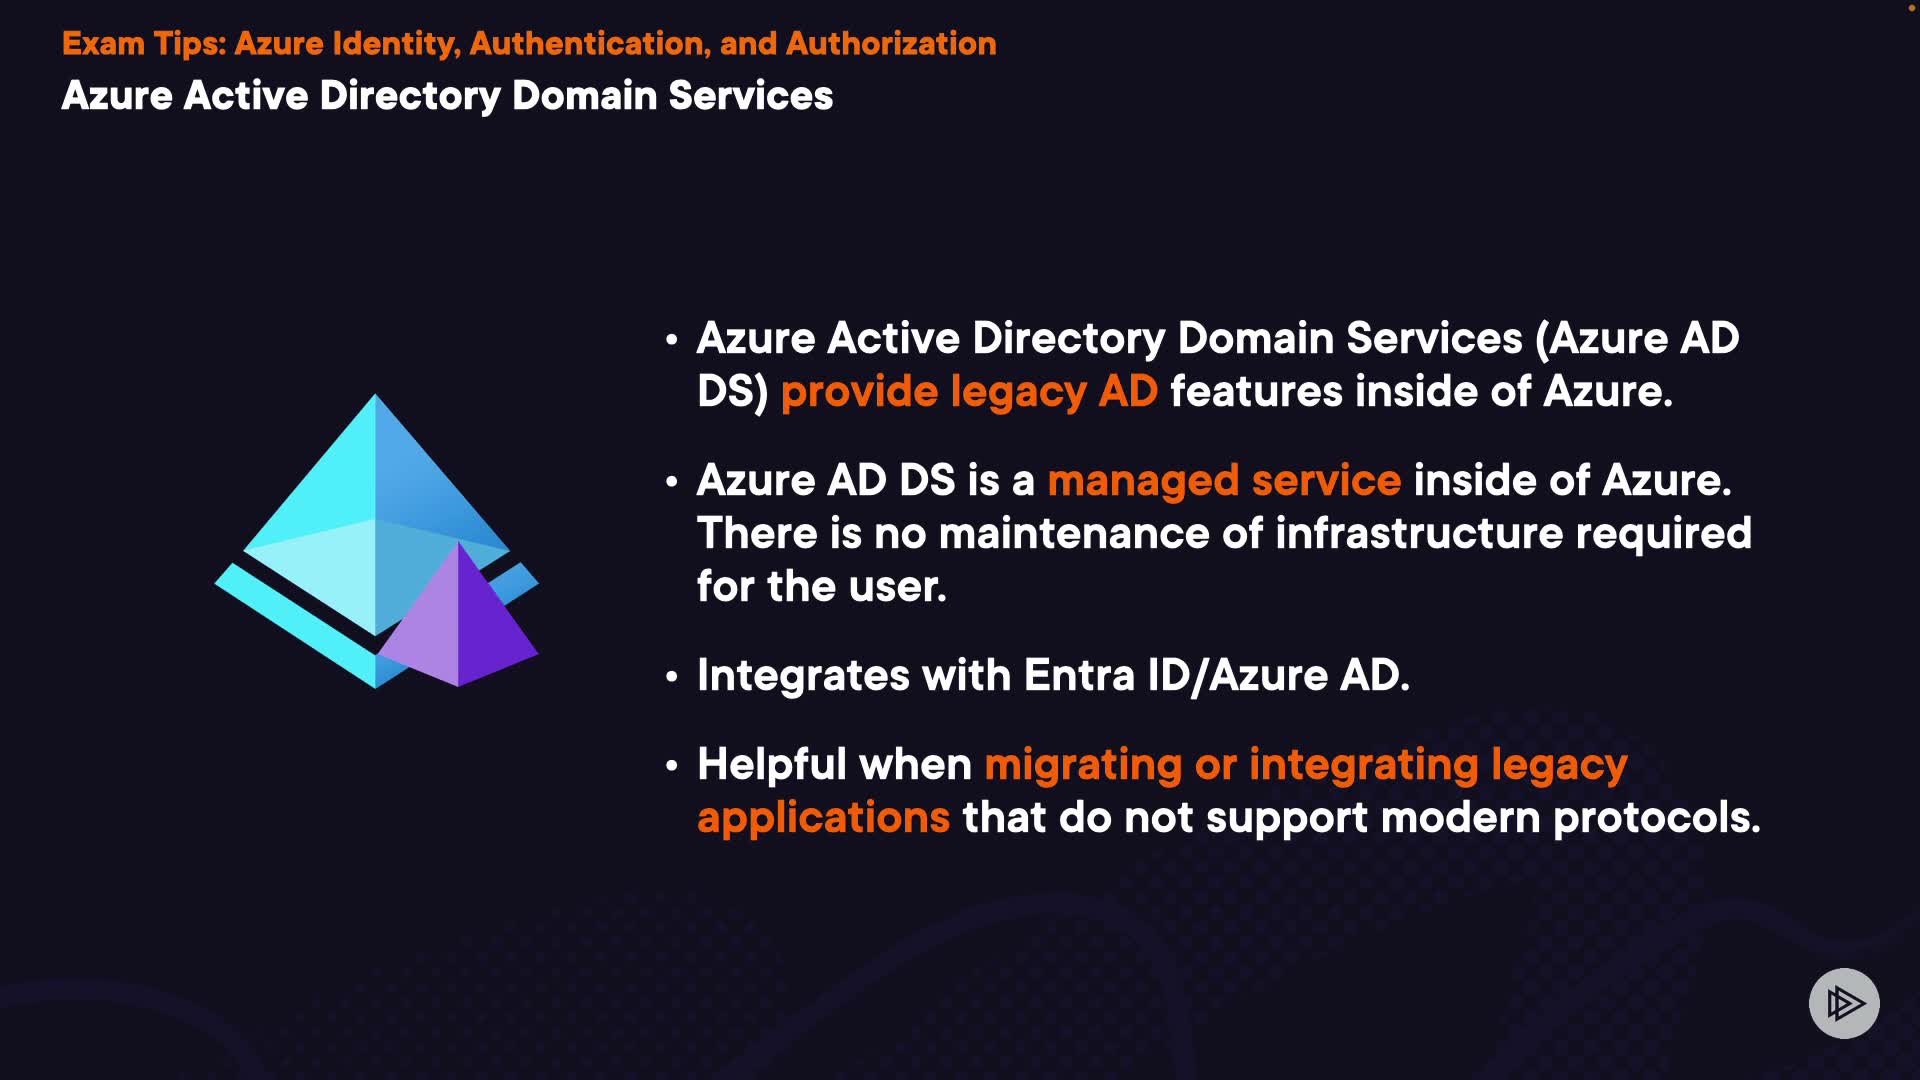 Exam Tips: Azure Identity, Authentication, and Authorization
Azure Active Directory Domain Services
• Azure Active Directory Domain Services (Azure AD
DS) provide legacy AD features inside of Azure.
• Azure AD DS is a managed service inside of Azure.
There is no maintenance of infrastructure required
for the user.
• Integrates with Entra ID/Azure AD.
• Helpful when migrating or integrating legacy
applications that do not support modern protocols.